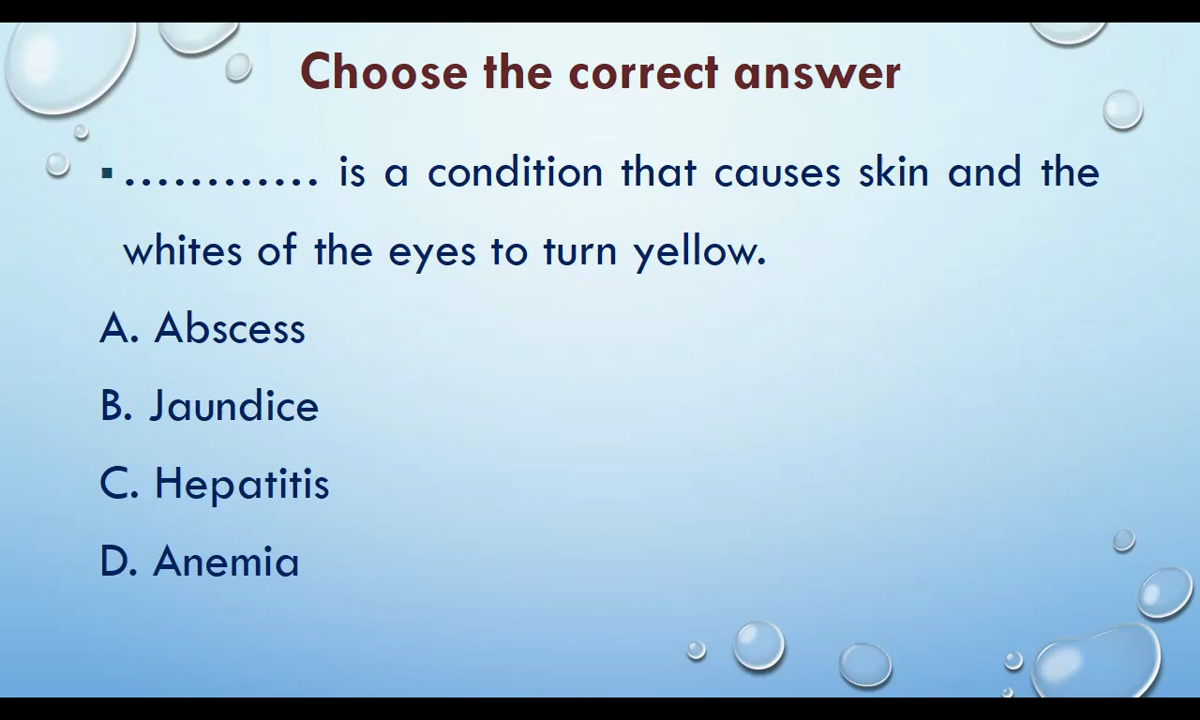 Choose the correct answer
▪ ………… is a condition that causes skin and the
whites of the eyes to turn yellow.
A. Abscess
B. Jaundice
C. Hepatitis
D. Anemia